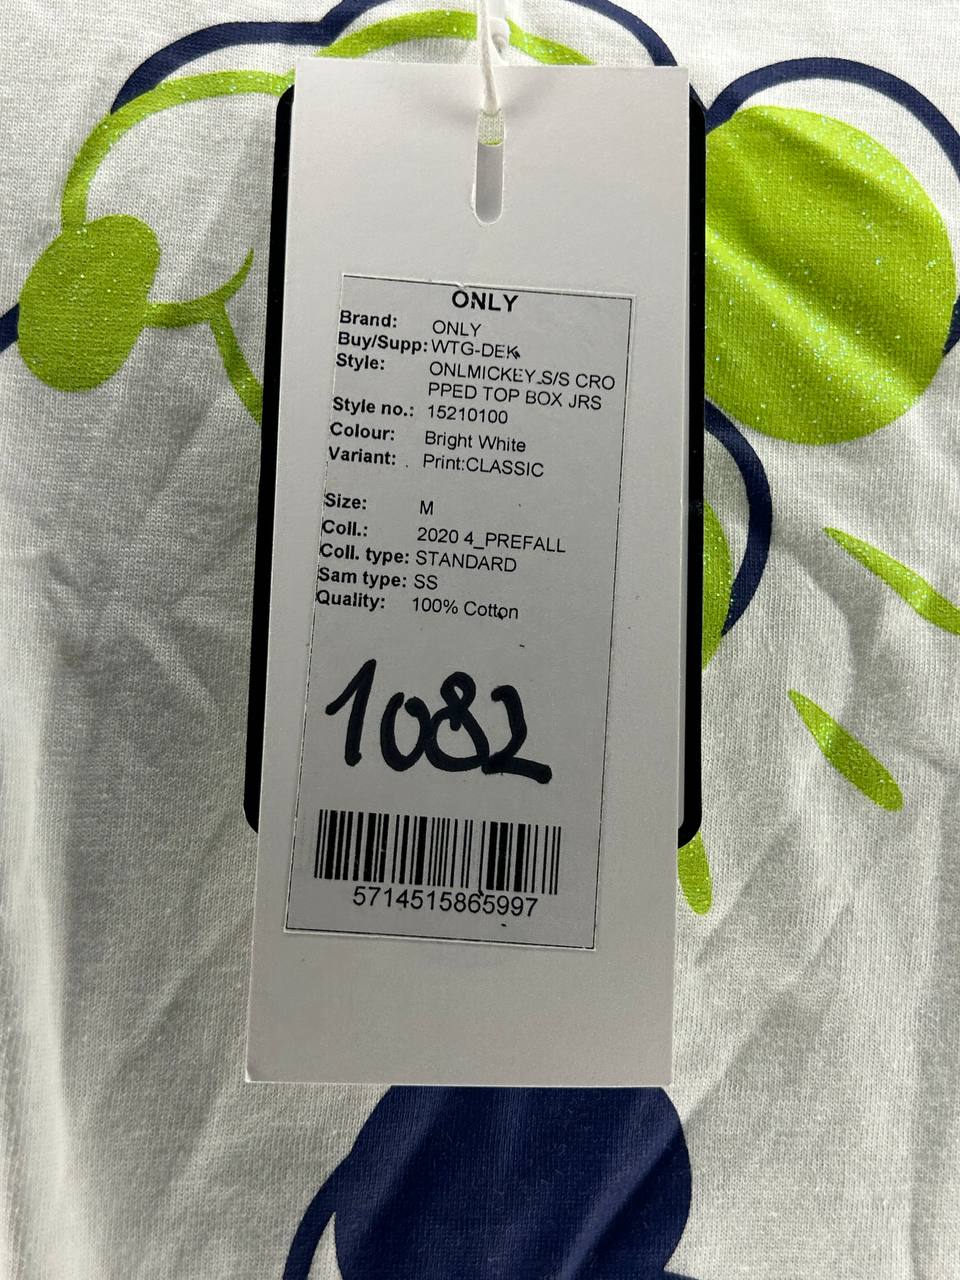 ONLY
Brand: ONLY
Buy/Supp: WTG-DEK
Style: ONLMICKEY S/S CRO
PPED TOP BOX JRS
Style no.: 15210100
Colour: Bright White
Variant: Print:CLASSIC
Size: M
Coll.: 2020 4_PREFALL
Coll. type: STANDARD
Sam type: SS
Quality: 100% Cotton
1082
5714515865997